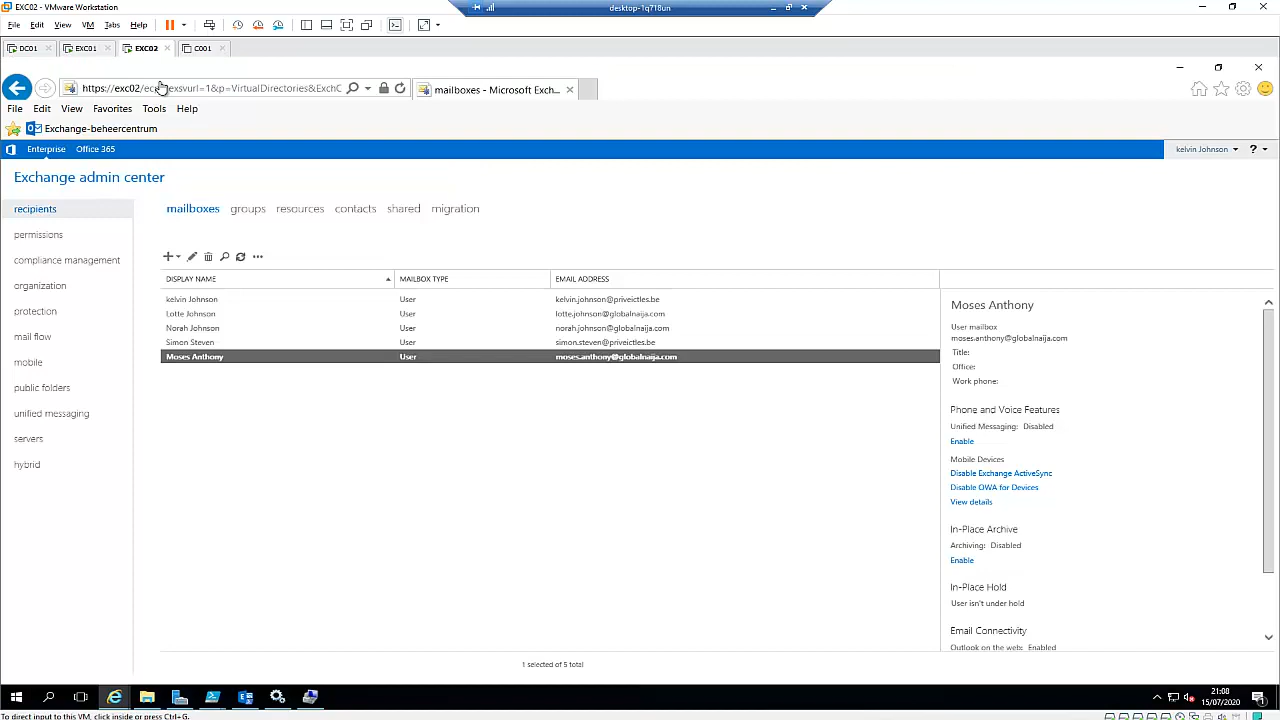 EXC02 - VMware Workstation
desktop-1q718un
File Edit View VM Tabs Help
DC01 EXC01 EXC02 C001
https://exc02/ec exsvurl=1&p=VirtualDirectories&ExchC
mailboxes - Microsoft Exch...
File Edit View Favorites Tools Help
Exchange-beheercentrum
Enterprise Office 365
kelvin Johnson ?
Exchange admin center
recipients
permissions
compliance management
organization
protection
mail flow
mobile
public folders
unified messaging
servers
hybrid
mailboxes groups resources contacts shared migration
DISPLAY NAME MAILBOX TYPE EMAIL ADDRESS
kelvin Johnson User kelvin.johnson@priveictles.be
Lotte Johnson User lotte.johnson@globalnaija.com
Norah Johnson User norah.johnson@globalnaija.com
Simon Steven User simon.steven@priveictles.be
Moses Anthony User moses.anthony@globalnaija.com
1 selected of 5 total
Moses Anthony
User mailbox
moses.anthony@globalnaija.com
Title:
Office:
Work phone:
Phone and Voice Features
Unified Messaging: Disabled
Enable
Mobile Devices
Disable Exchange ActiveSync
Disable OWA for Devices
View details
In-Place Archive
Archiving: Disabled
Enable
In-Place Hold
User isn't under hold
Email Connectivity
Outlook on the web: Enabled
21:08
15/07/2020
1
To direct input to this VM, click inside or press Ctrl+G.